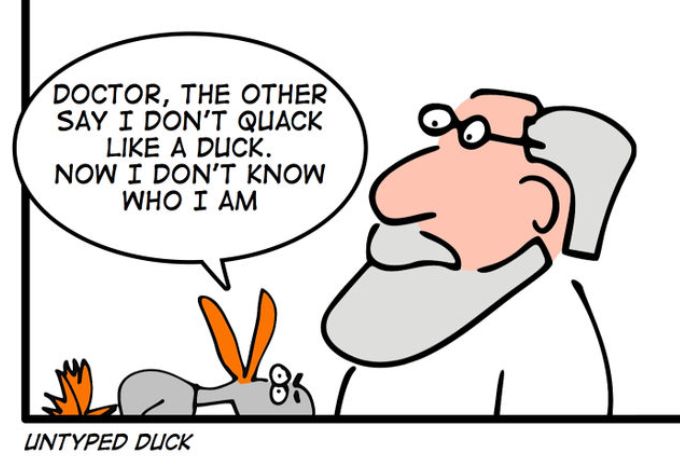 DOCTOR, THE OTHER
SAY I DON'T QUACK
LIKE A DUCK.
NOW I DON'T KNOW
WHO I AM
UNTYPED DUCK